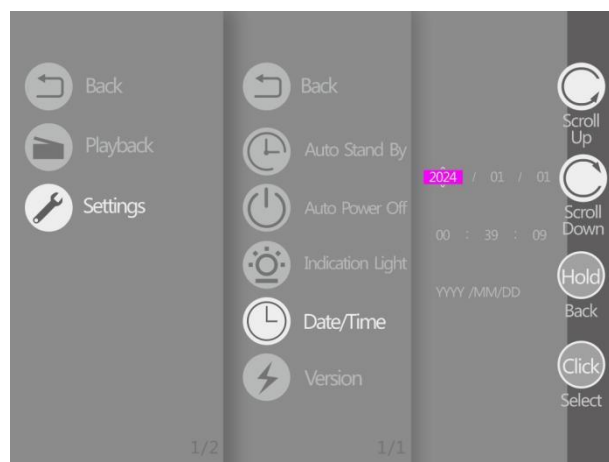 Back
Playback
Settings
1/2
Back
Auto Stand By
Auto Power Off
Indication Light
Date/Time
Version
1/1
2024 / 01 / 01
00 : 39 : 09
YYYY /MM/DD
Scroll
Up
Scroll
Down
Hold
Back
Click
Select